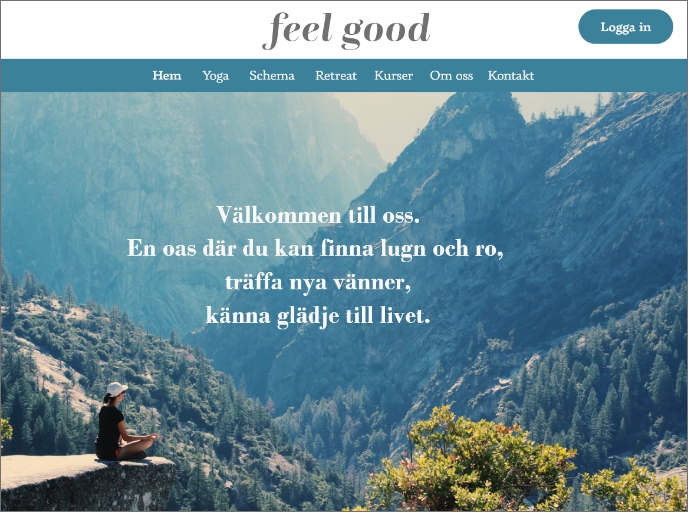 feel good
Logga in
Hem Yoga Schema Retreat Kurser Om oss Kontakt
Välkommen till oss.
En oas där du kan finna lugn och ro,
träffa nya vänner,
känna glädje till livet.